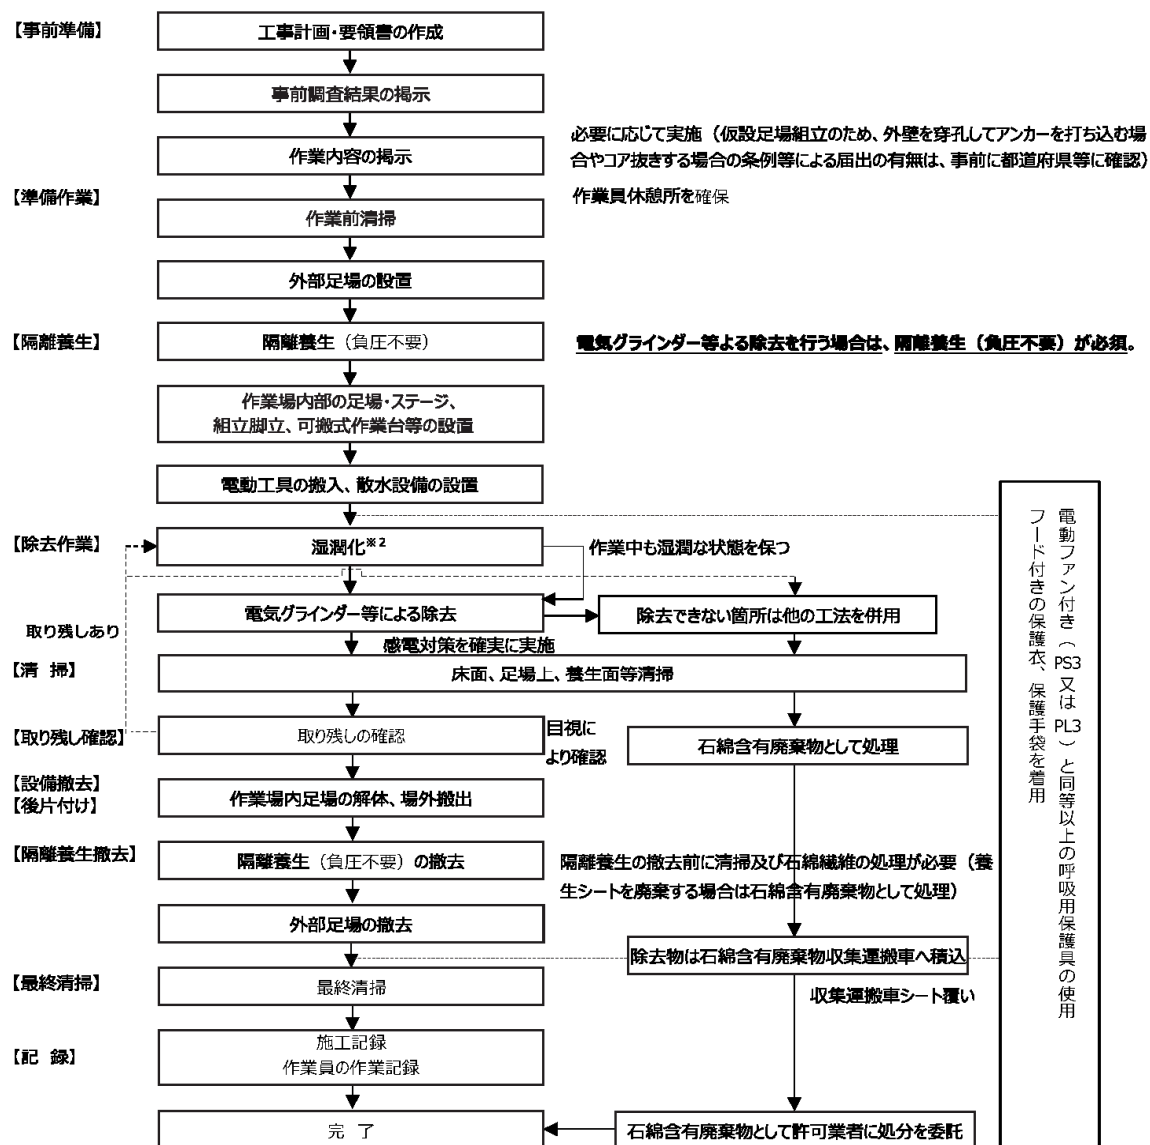 【事前準備】
工事計画・要領書の作成
事前調査結果の掲示
作業内容の掲示
必要に応じて実施（仮設足場組立のため、外壁を穿孔してアンカーを打ち込む場
合やコア抜きする場合の条例等による届出の有無は、事前に都道府県等に確認）
【準備作業】
作業員休憩所を確保
作業前清掃
外部足場の設置
【隔離養生】
隔離養生（負圧不要）
電気グラインダー等よる除去を行う場合は、隔離養生（負圧不要）が必須。
作業場内部の足場・ステージ、
組立脚立、可搬式作業台等の設置
電動工具の搬入、散水設備の設置
【除去作業】
湿潤化※2
作業中も湿潤な状態を保つ
電気グラインダー等による除去
除去できない箇所は他の工法を併用
取り残しあり
感電対策を確実に実施
【清 掃】
床面、足場上、養生面等清掃
【取り残し確認】
取り残しの確認
目視に
より確認
石綿含有廃棄物として処理
【設備撤去】
【後片付け】
作業場内足場の解体、場外搬出
【隔離養生撤去】
隔離養生（負圧不要）の撤去
隔離養生の撤去前に清掃及び石綿繊維の処理が必要（養
生シートを廃棄する場合は石綿含有廃棄物として処理）
外部足場の撤去
除去物は石綿含有廃棄物収集運搬車へ積込
【最終清掃】
最終清掃
収集運搬車シート覆い
【記 録】
施工記録
作業員の作業記録
完 了
石綿含有廃棄物として許可業者に処分を委託
電動ファン付き（PS3又はPL3）と同等以上の呼吸用保護具の使用
フード付きの保護衣、保護手袋を着用